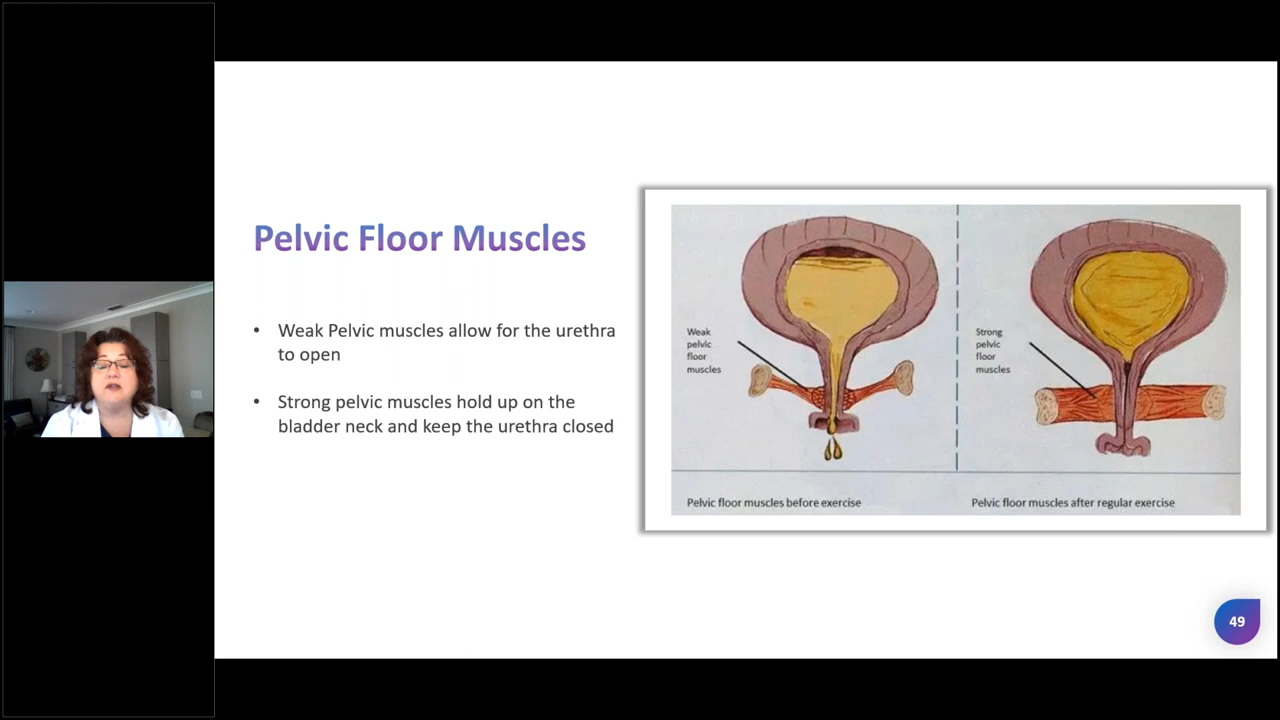 Pelvic Floor Muscles
• Weak Pelvic muscles allow for the urethra
to open
• Strong pelvic muscles hold up on the
bladder neck and keep the urethra closed
Weak
pelvic
floor
muscles
Strong
pelvic
floor
muscles
Pelvic floor muscles before exercise
Pelvic floor muscles after regular exercise
49